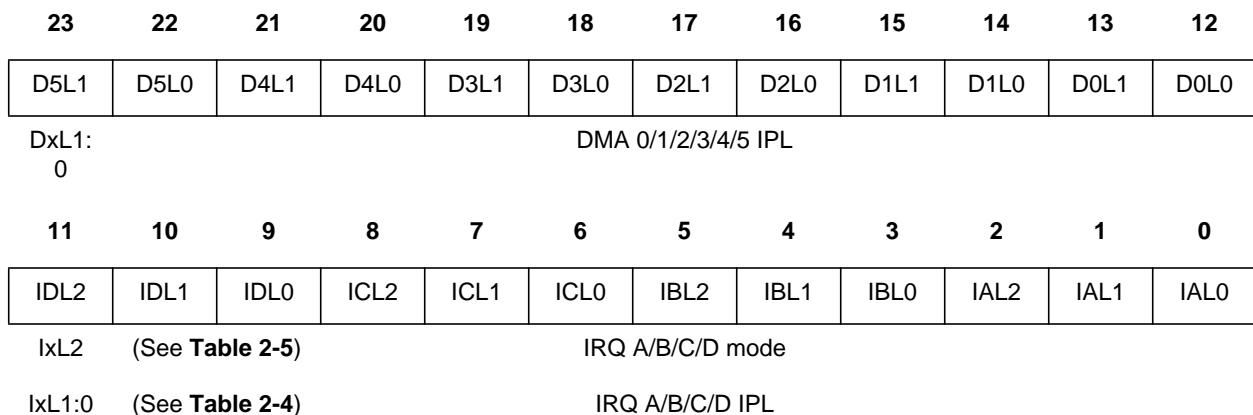 23 22 21 20 19 18 17 16 15 14 13 12
D5L1 D5L0 D4L1 D4L0 D3L1 D3L0 D2L1 D2L0 D1L1 D1L0 D0L1 D0L0
DxL1: DMA 0/1/2/3/4/5 IPL
0
11 10 9 8 7 6 5 4 3 2 1 0
IDL2 IDL1 IDL0 ICL2 ICL1 ICL0 IBL2 IBL1 IBL0 IAL2 IAL1 IAL0
IxL2 (See Table 2-5) IRQ A/B/C/D mode
IxL1:0 (See Table 2-4) IRQ A/B/C/D IPL